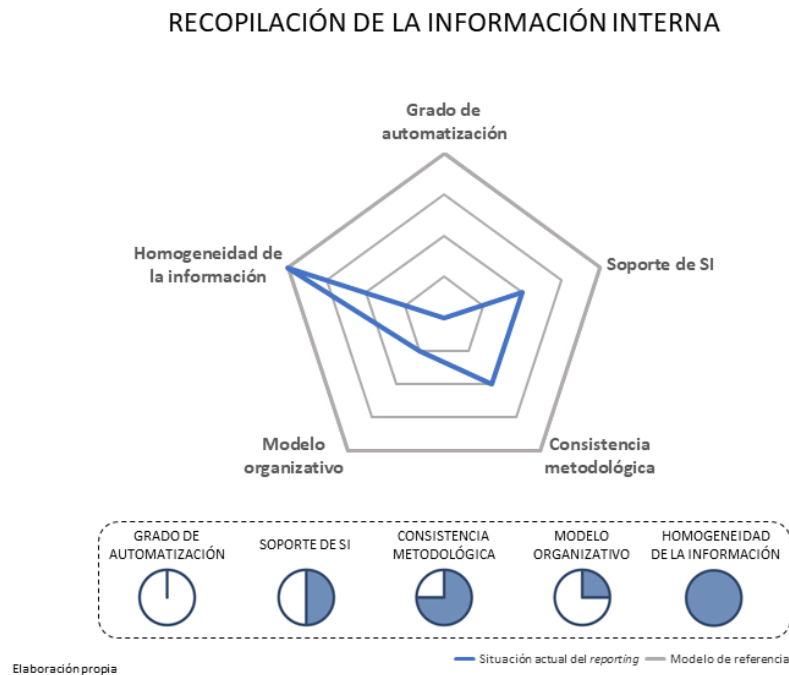 RECOPILACIÓN DE LA INFORMACIÓN INTERNA
Grado de
automatización
Homogeneidad de
la información
Soporte de SI
Modelo
organizativo
Consistencia
metodológica
GRADO DE
AUTOMATIZACIÓN
SOPORTE DE SI
CONSISTENCIA
METODOLÓGICA
MODELO
ORGANIZATIVO
HOMOGENEIDAD
DE LA INFORMACIÓN
Situación actual del reporting
Modelo de referencia
Elaboración propia